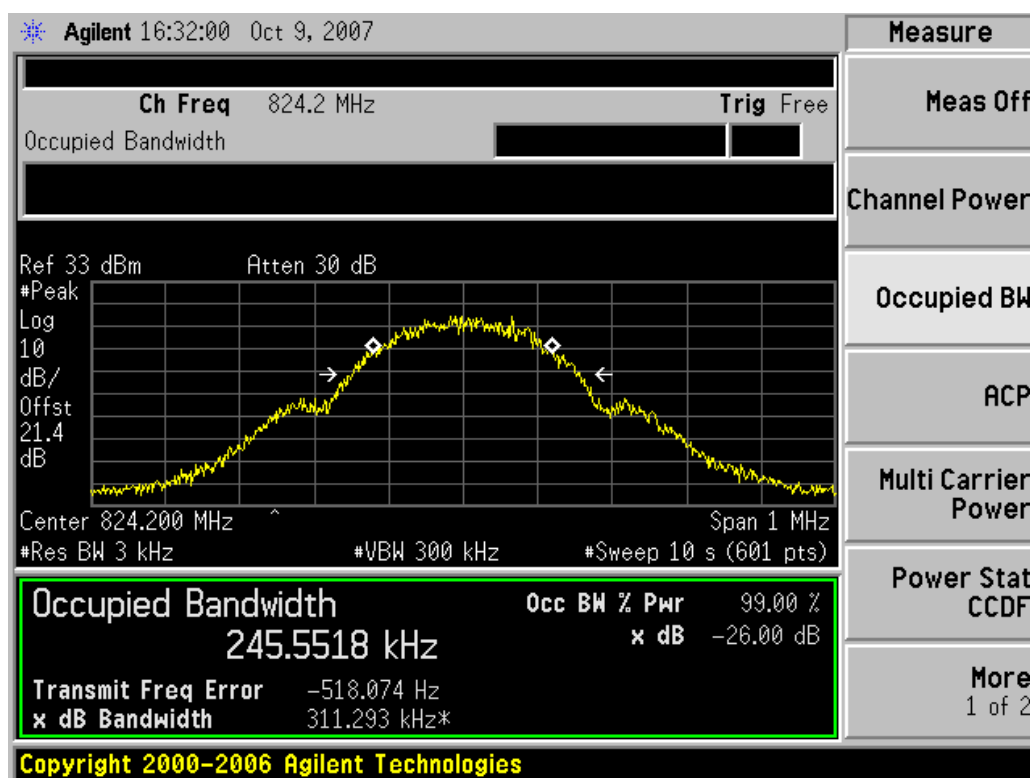 Agilent 16:32:00 Oct 9, 2007
Measure
Ch Freq 824.2 MHz Trig Free
Occupied Bandwidth
Meas Off
Channel Power
Occupied BW
ACP
Multi Carrier
Power
Power Stat
CCDF
More
1 of 2
Ref 33 dBm Atten 30 dB
#Peak
Log
10
dB/
Offst
21.4
dB
Center 824.200 MHz ^ Span 1 MHz
#Res BW 3 kHz #VBW 300 kHz #Sweep 10 s (601 pts)
Occupied Bandwidth Occ BW % Pwr 99.00 %
245.5518 kHz x dB -26.00 dB
Transmit Freq Error -518.074 Hz
x dB Bandwidth 311.293 kHz*
Copyright 2000-2006 Agilent Technologies